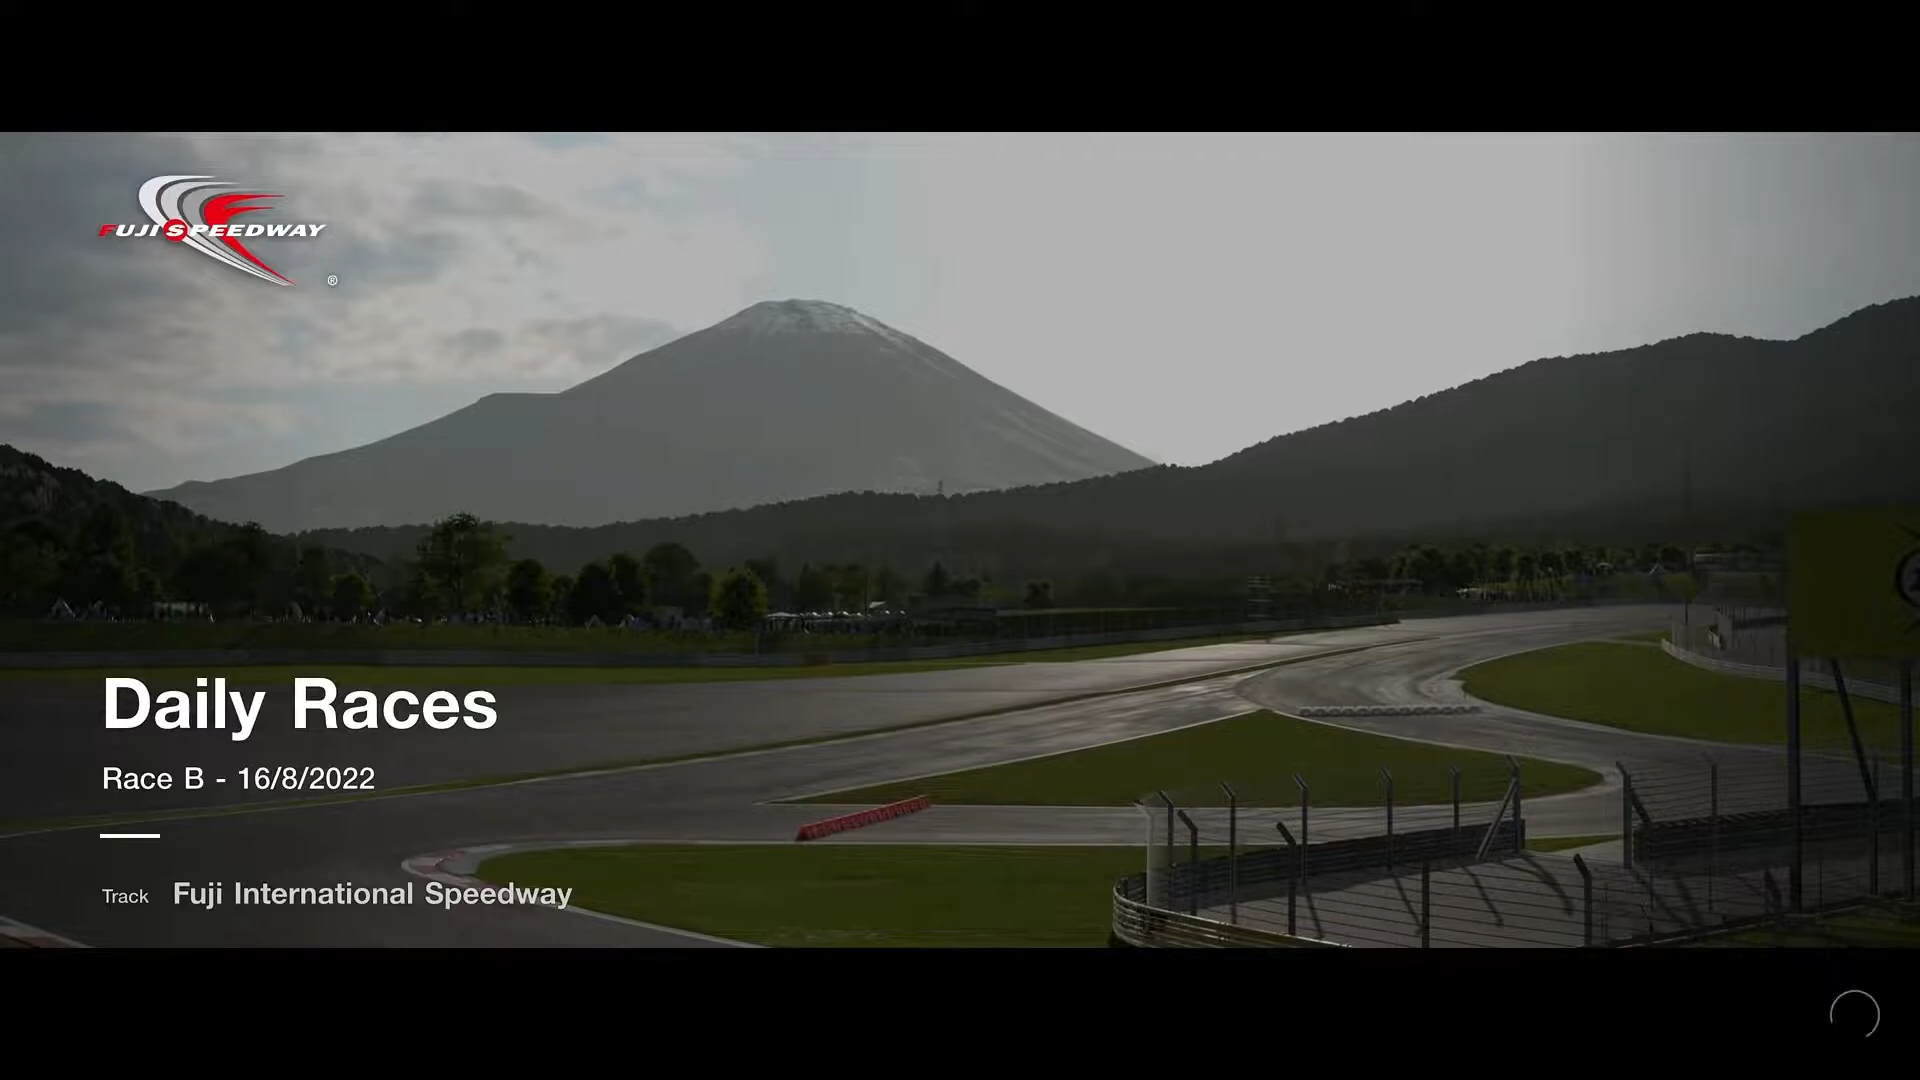 FUJI SPEEDWAY
®
Daily Races
Race B - 16/8/2022
Track Fuji International Speedway